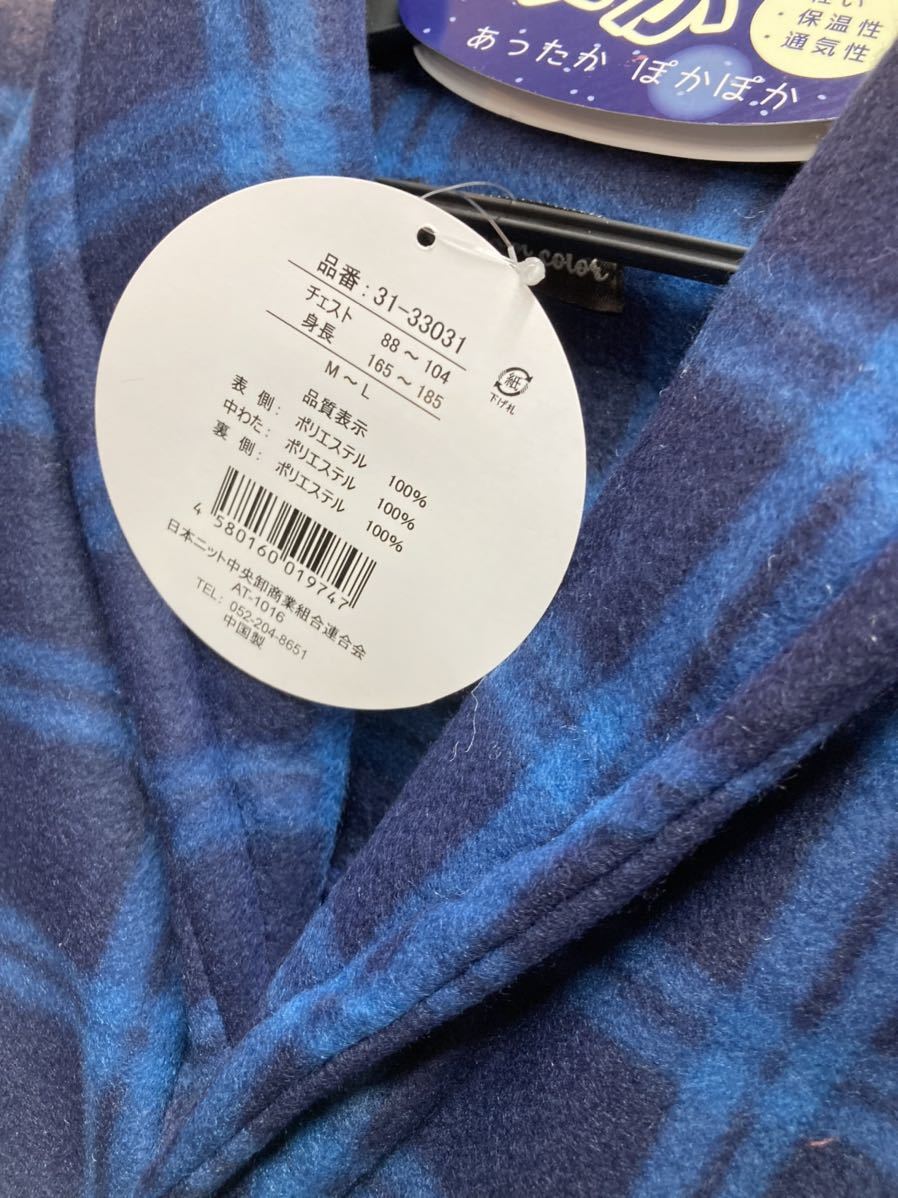 ・保温性
・通気性
あったか ぽかぽか
color
品番：31-33031
チェスト 88～104
身長 165～185
M～L
品質表示
表 側： ポリエステル 100%
中わた： ポリエステル 100%
裏 側： ポリエステル 100%
4 580160 019747
日本ニット中央卸商業組合連合会
AT-1016
TEL: 052-204-8651
中国製
紙
下げ札